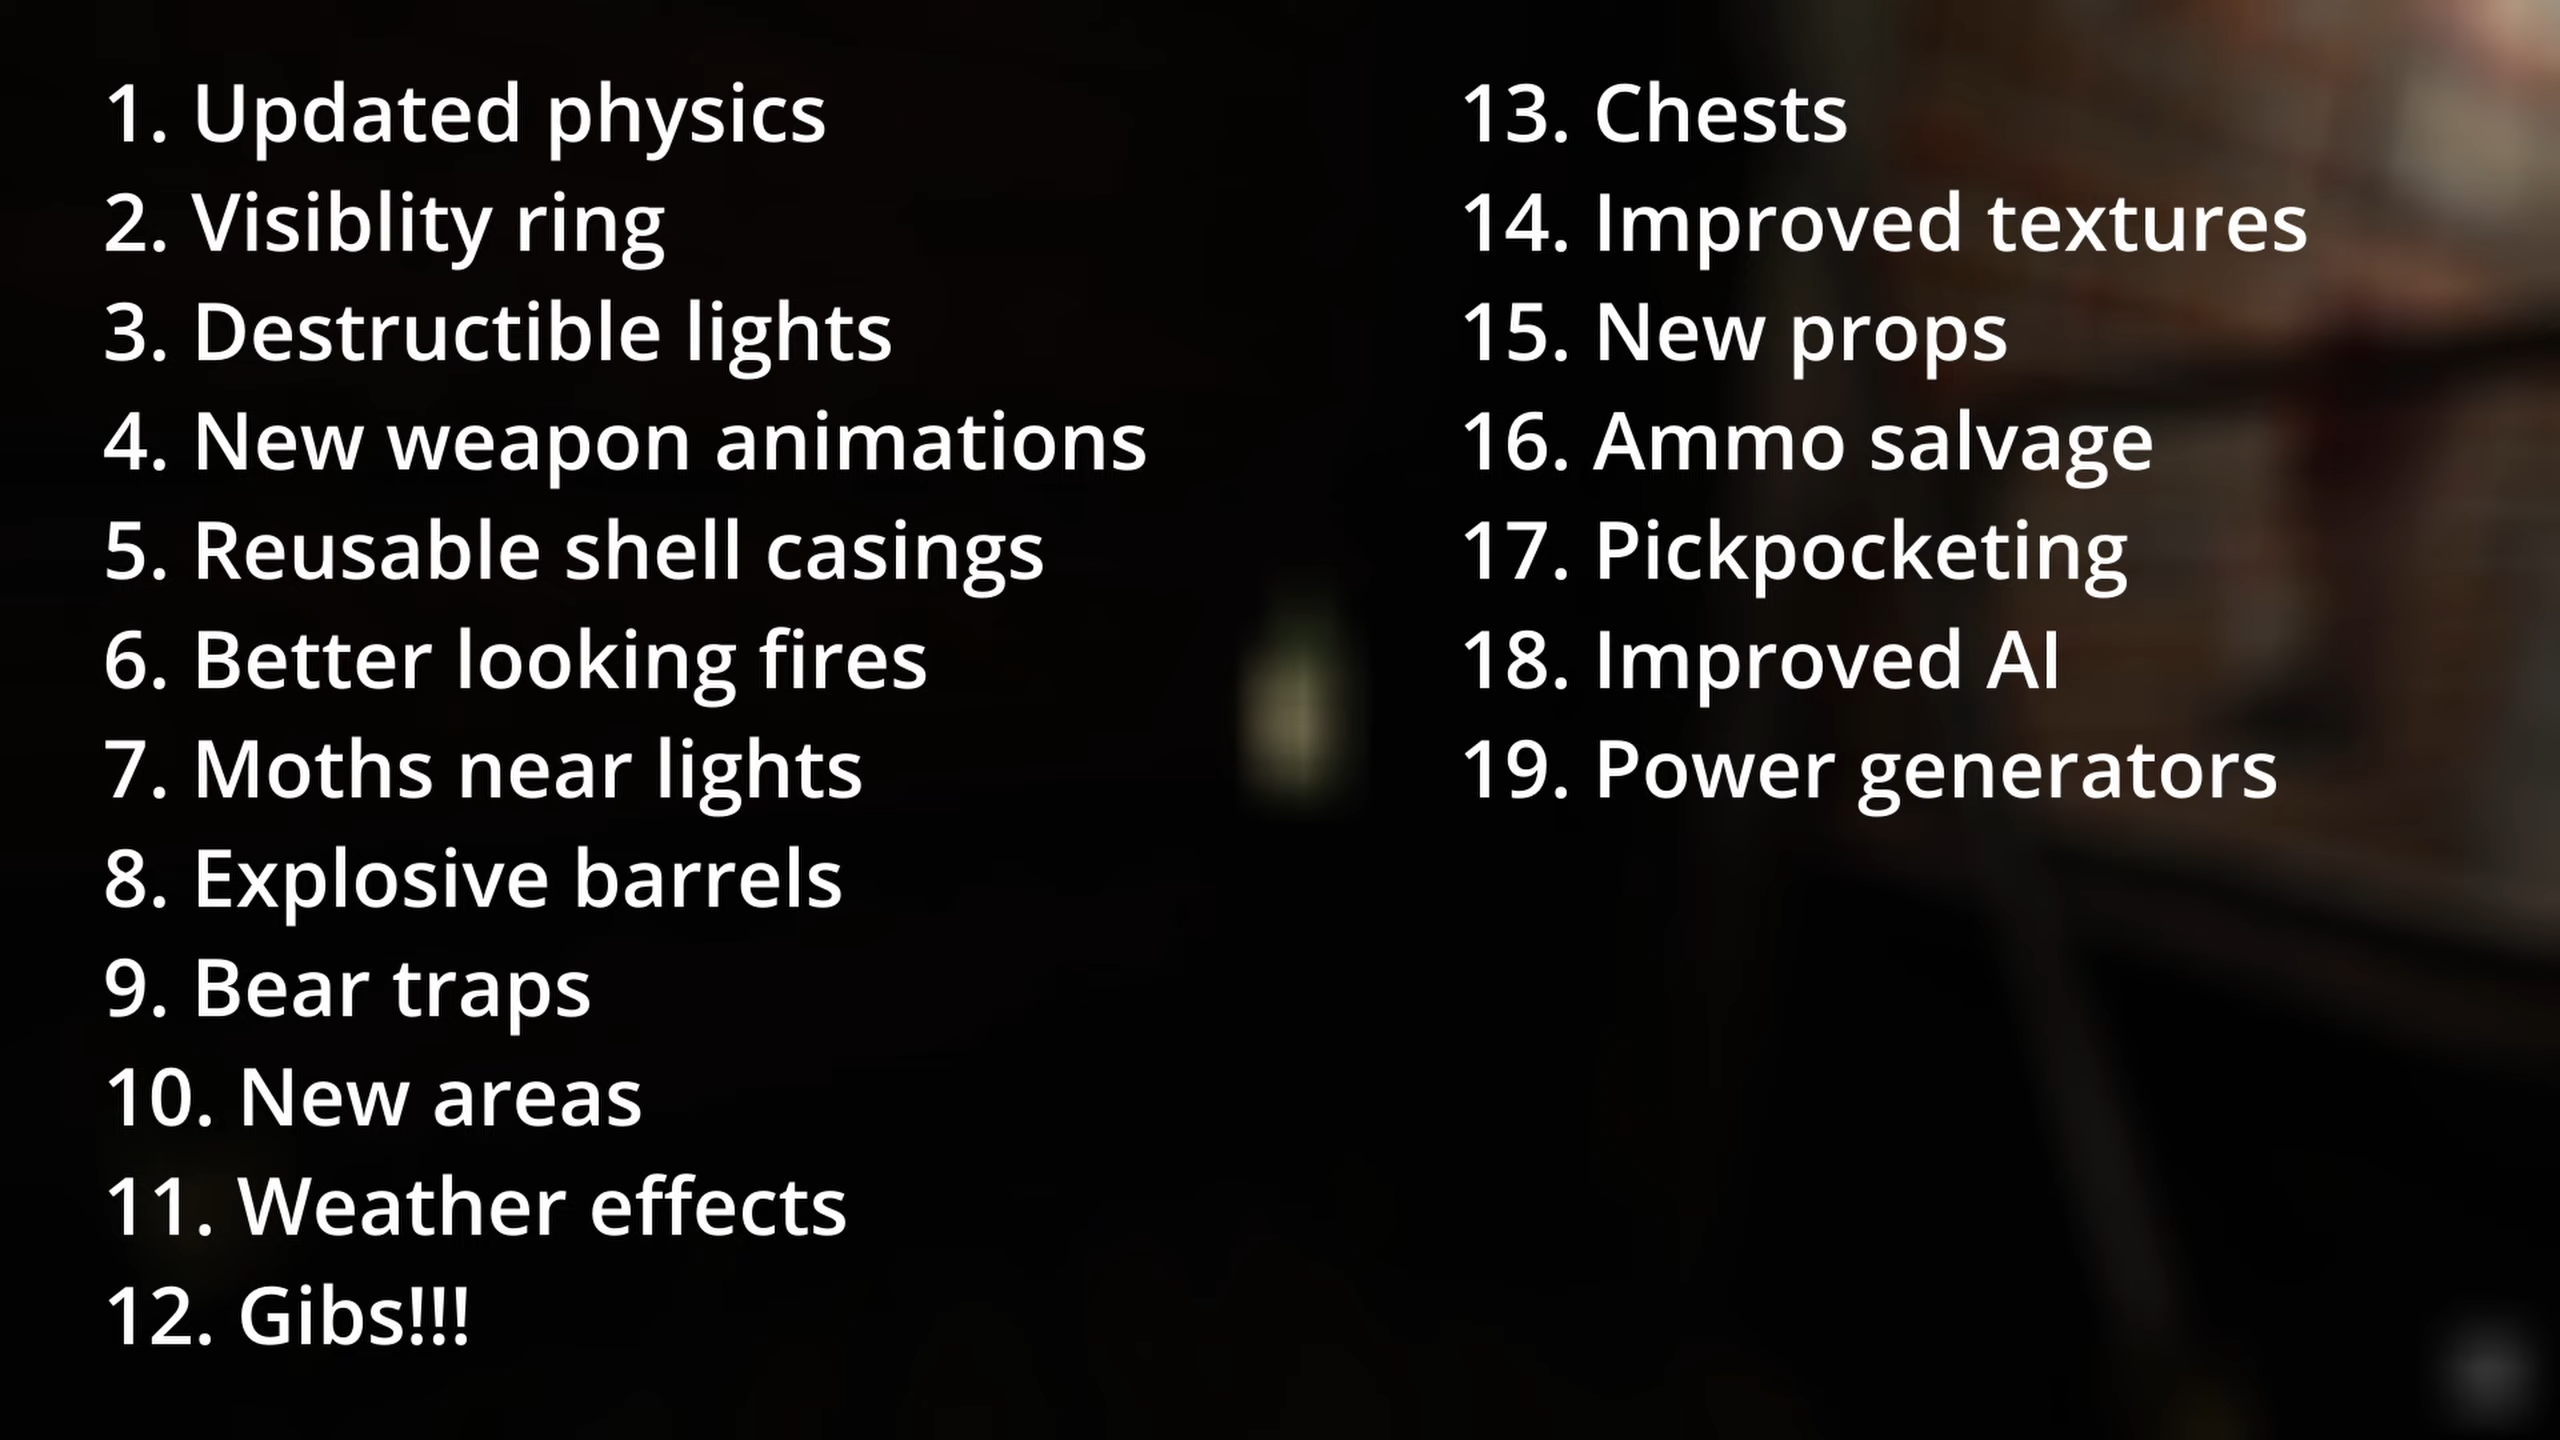 1. Updated physics
2. Visiblity ring
3. Destructible lights
4. New weapon animations
5. Reusable shell casings
6. Better looking fires
7. Moths near lights
8. Explosive barrels
9. Bear traps
10. New areas
11. Weather effects
12. Gibs!!!
13. Chests
14. Improved textures
15. New props
16. Ammo salvage
17. Pickpocketing
18. Improved AI
19. Power generators